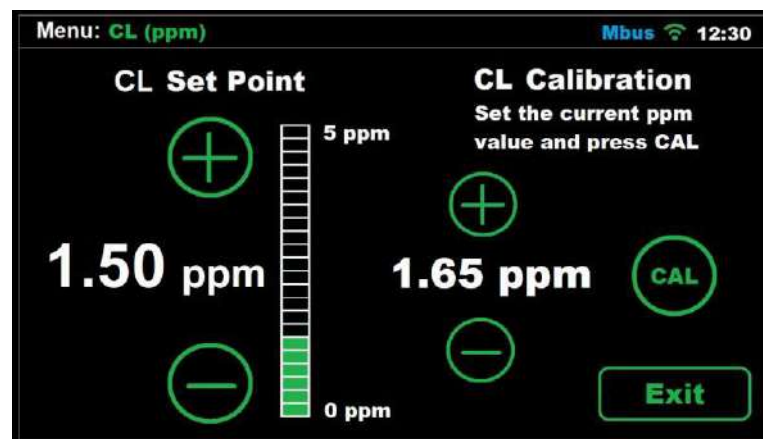 Menu: CL (ppm)
Mbus 12:30
CL Set Point
5 ppm
1.50 ppm
0 ppm
CL Calibration
Set the current ppm
value and press CAL
1.65 ppm
CAL
Exit